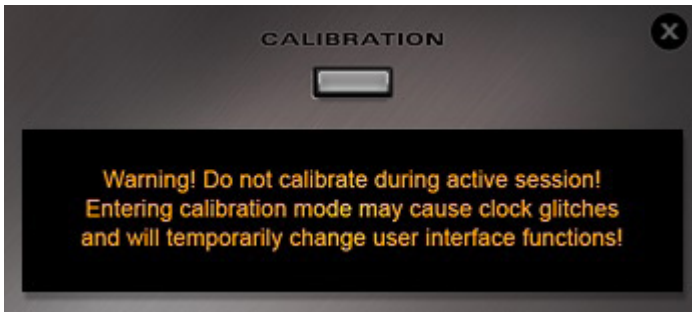 CALIBRATION
Warning! Do not calibrate during active session!
Entering calibration mode may cause clock glitches
and will temporarily change user interface functions!